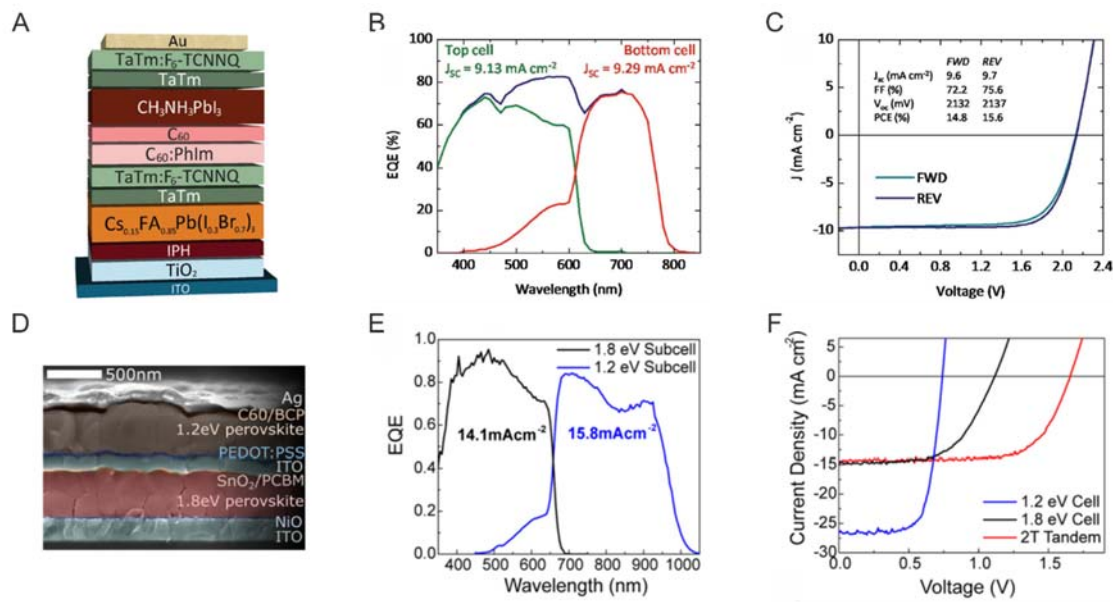 A
Au
TaTm:F₆-TCNNQ
TaTm
CH₃NH₃PbI₃
C₆₀
C₆₀:PhIm
TaTm:F₆-TCNNQ
TaTm
Cs₀.₁₅FA₀.₈₅Pb(I₀.₃Br₀.₇)₃
IPH
TiO₂
ITO
B
Top cell
J_SC = 9.13 mA cm⁻²
Bottom cell
J_SC = 9.29 mA cm⁻²
EQE (%)
100
80
60
40
20
0
400 500 600 700 800
Wavelength (nm)
C
FWD REV
J_sc (mA cm⁻²) 9.6 9.7
FF (%) 72.2 75.6
V_oc (mV) 2132 2137
PCE (%) 14.8 15.6
FWD
REV
J (mA cm⁻²)
10
5
0
-5
-10
0.0 0.4 0.8 1.2 1.6 2.0 2.4
Voltage (V)
D
500nm
Ag
C60/BCP
1.2eV perovskite
PEDOT:PSS
ITO
SnO₂/PCBM
1.8eV perovskite
NiO
ITO
E
1.8 eV Subcell
1.2 eV Subcell
14.1mAcm⁻²
15.8mAcm⁻²
EQE
1.0
0.8
0.6
0.4
0.2
0.0
400 500 600 700 800 900 1000
Wavelength (nm)
F
Current Density (mA cm⁻²)
5
0
-5
-10
-15
-20
-25
-30
1.2 eV Cell
1.8 eV Cell
2T Tandem
0.0 0.5 1.0 1.5
Voltage (V)